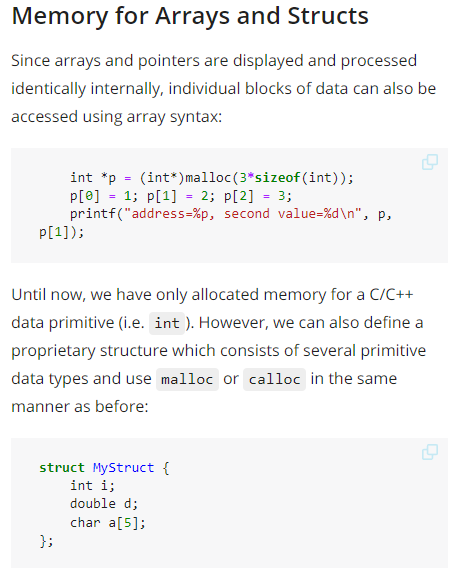 Memory for Arrays and Structs
Since arrays and pointers are displayed and processed
identically internally, individual blocks of data can also be
accessed using array syntax:
int *p = (int*)malloc(3*sizeof(int));
p[0] = 1; p[1] = 2; p[2] = 3;
printf("address=%p, second value=%d\n", p,
p[1]);
Until now, we have only allocated memory for a C/C++
data primitive (i.e. int ). However, we can also define a
proprietary structure which consists of several primitive
data types and use malloc or calloc in the same
manner as before:
struct MyStruct {
int i;
double d;
char a[5];
};